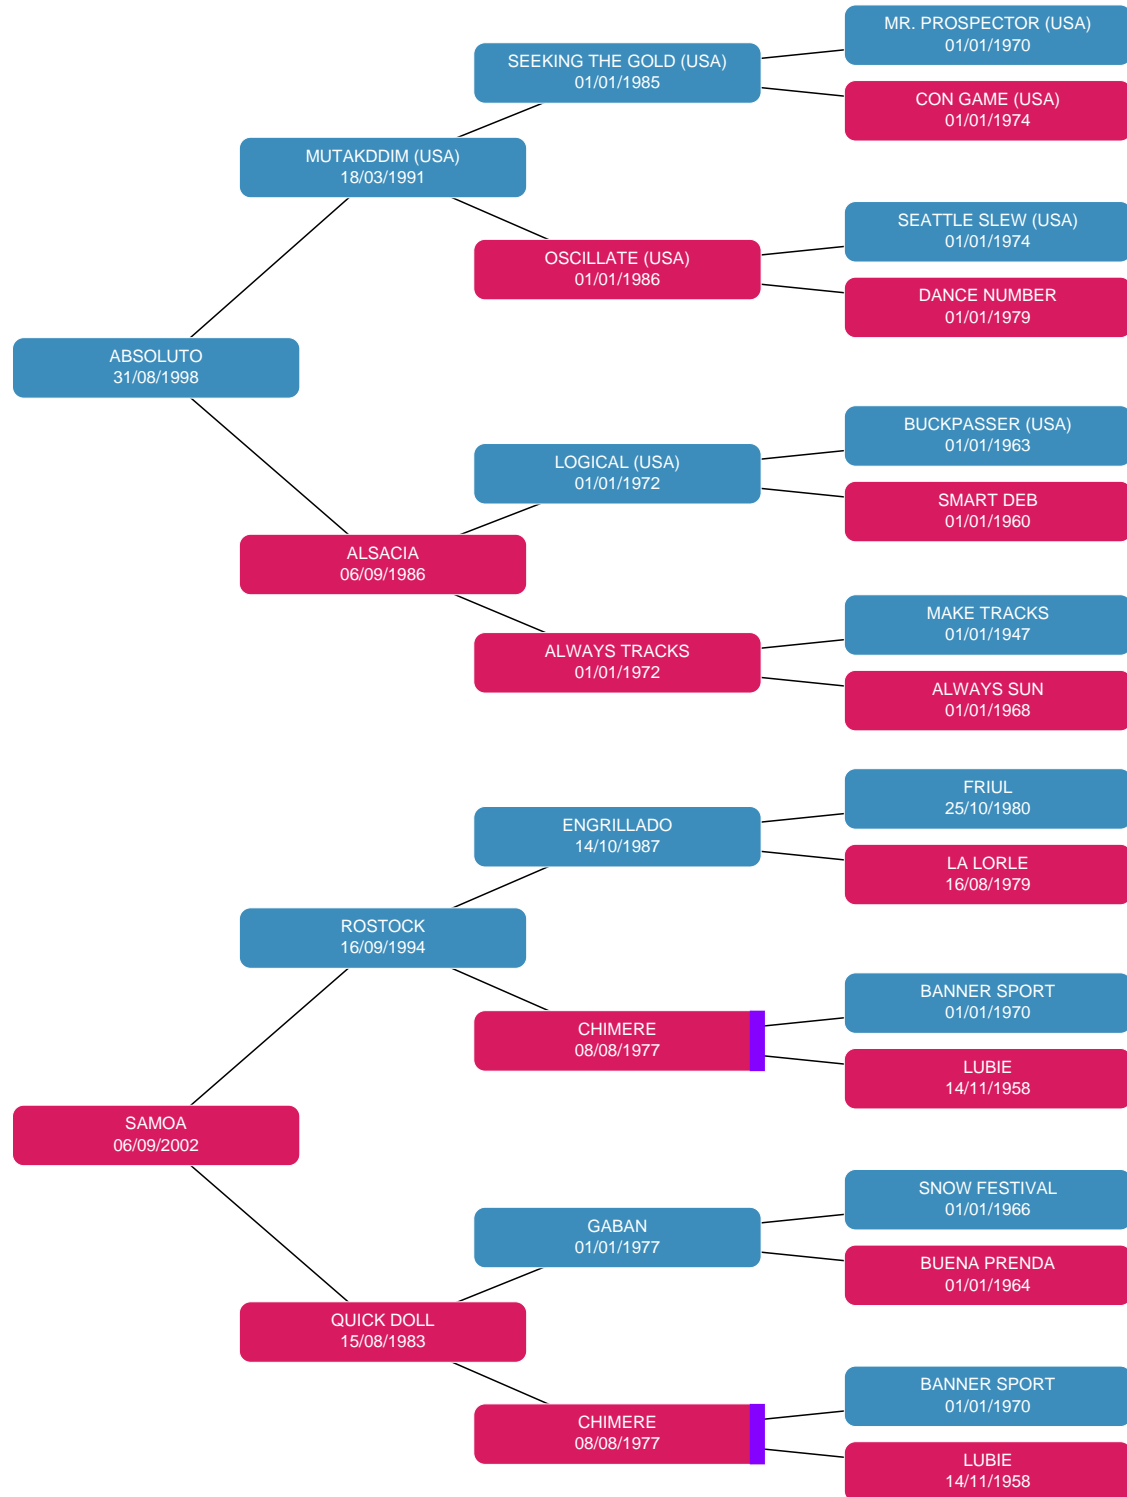 MR. PROSPECTOR (USA)
01/01/1970
SEEKING THE GOLD (USA)
01/01/1985
CON GAME (USA)
01/01/1974
MUTAKDDIM (USA)
18/03/1991
SEATTLE SLEW (USA)
01/01/1974
OSCILLATE (USA)
01/01/1986
DANCE NUMBER
01/01/1979
ABSOLUTO
31/08/1998
BUCKPASSER (USA)
01/01/1963
LOGICAL (USA)
01/01/1972
SMART DEB
01/01/1960
ALSACIA
06/09/1986
MAKE TRACKS
01/01/1947
ALWAYS TRACKS
01/01/1972
ALWAYS SUN
01/01/1968
FRIUL
25/10/1980
ENGRILLADO
14/10/1987
LA LORLE
16/08/1979
ROSTOCK
16/09/1994
BANNER SPORT
01/01/1970
CHIMERE
08/08/1977
LUBIE
14/11/1958
SAMOA
06/09/2002
SNOW FESTIVAL
01/01/1966
GABAN
01/01/1977
BUENA PRENDA
01/01/1964
QUICK DOLL
15/08/1983
BANNER SPORT
01/01/1970
CHIMERE
08/08/1977
LUBIE
14/11/1958